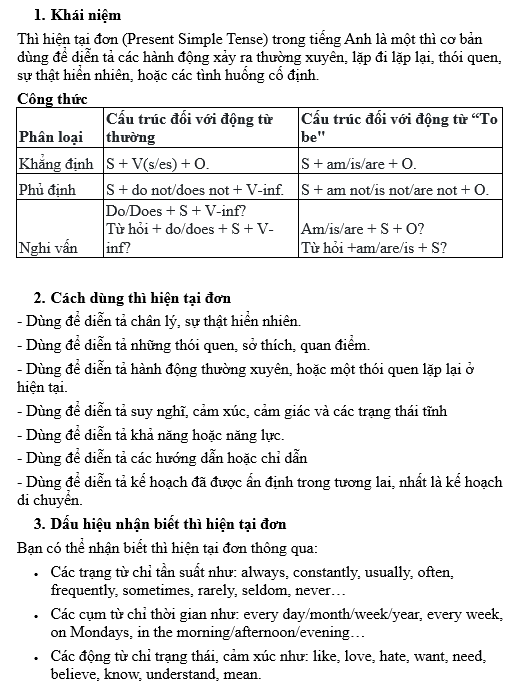 1. Khái niệm
Thì hiện tại đơn (Present Simple Tense) trong tiếng Anh là một thì cơ bản
dùng để diễn tả các hành động xảy ra thường xuyên, lặp đi lặp lại, thói quen,
sự thật hiển nhiên, hoặc các tình huống cố định.
Công thức
Phân loại
Cấu trúc đối với động từ
thường
Cấu trúc đối với động từ “To
be"
Khẳng định
S + V(s/es) + O.
S + am/is/are + O.
Phủ định
S + do not/does not + V-inf.
S + am not/is not/are not + O.
Nghi vấn
Do/Does + S + V-inf?
Từ hỏi + do/does + S + V-
inf?
Am/is/are + S + O?
Từ hỏi +am/are/is + S?
2. Cách dùng thì hiện tại đơn
- Dùng để diễn tả chân lý, sự thật hiển nhiên.
- Dùng để diễn tả những thói quen, sở thích, quan điểm.
- Dùng để diễn tả hành động thường xuyên, hoặc một thói quen lặp lại ở
hiện tại.
- Dùng để diễn tả suy nghĩ, cảm xúc, cảm giác và các trạng thái tĩnh
- Dùng để diễn tả khả năng hoặc năng lực.
- Dùng để diễn tả các hướng dẫn hoặc chỉ dẫn
- Dùng để diễn tả kế hoạch đã được ấn định trong tương lai, nhất là kế hoạch
di chuyển.
3. Dấu hiệu nhận biết thì hiện tại đơn
Bạn có thể nhận biết thì hiện tại đơn thông qua:
• Các trạng từ chỉ tần suất như: always, constantly, usually, often,
frequently, sometimes, rarely, seldom, never…
• Các cụm từ chỉ thời gian như: every day/month/week/year, every week,
on Mondays, in the morning/afternoon/evening…
• Các động từ chỉ trạng thái, cảm xúc như: like, love, hate, want, need,
believe, know, understand, mean.